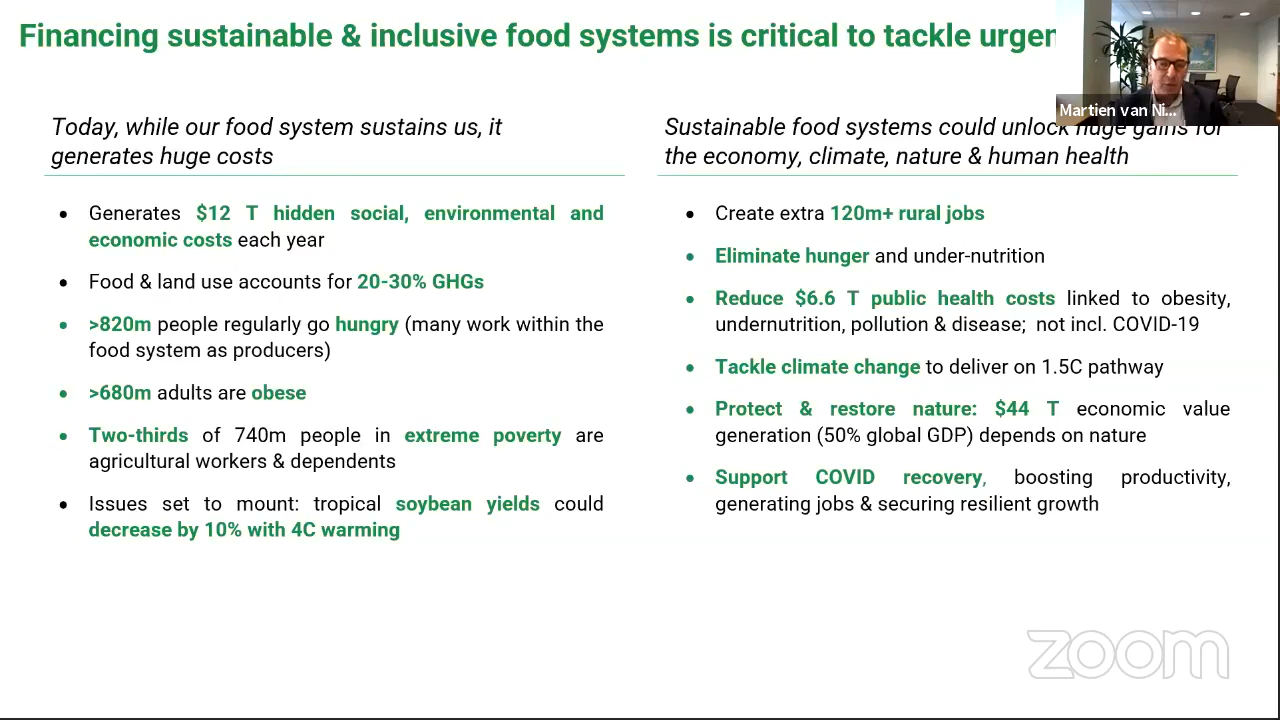 Financing sustainable & inclusive food systems is critical to tackle
Martien van Ni...
Today, while our food system sustains us, it
generates huge costs
Generates $12 T hidden social, environmental and
economic costs each year
Food & land use accounts for 20-30% GHGs
>820m people regularly go hungry (many work within the
food system as producers)
>680m adults are obese
Two-thirds of 740m people in extreme poverty are
agricultural workers & dependents
Issues set to mount: tropical soybean yields could
decrease by 10% with 4C warming
Sustainable food systems could unlock huge gains for
the economy, climate, nature & human health
Create extra 120m+ rural jobs
Eliminate hunger and under-nutrition
Reduce $6.6 T public health costs linked to obesity,
undernutrition, pollution & disease; not incl. COVID-19
Tackle climate change to deliver on 1.5C pathway
Protect & restore nature: $44 T economic value
generation (50% global GDP) depends on nature
Support COVID recovery, boosting productivity,
generating jobs & securing resilient growth
zoom